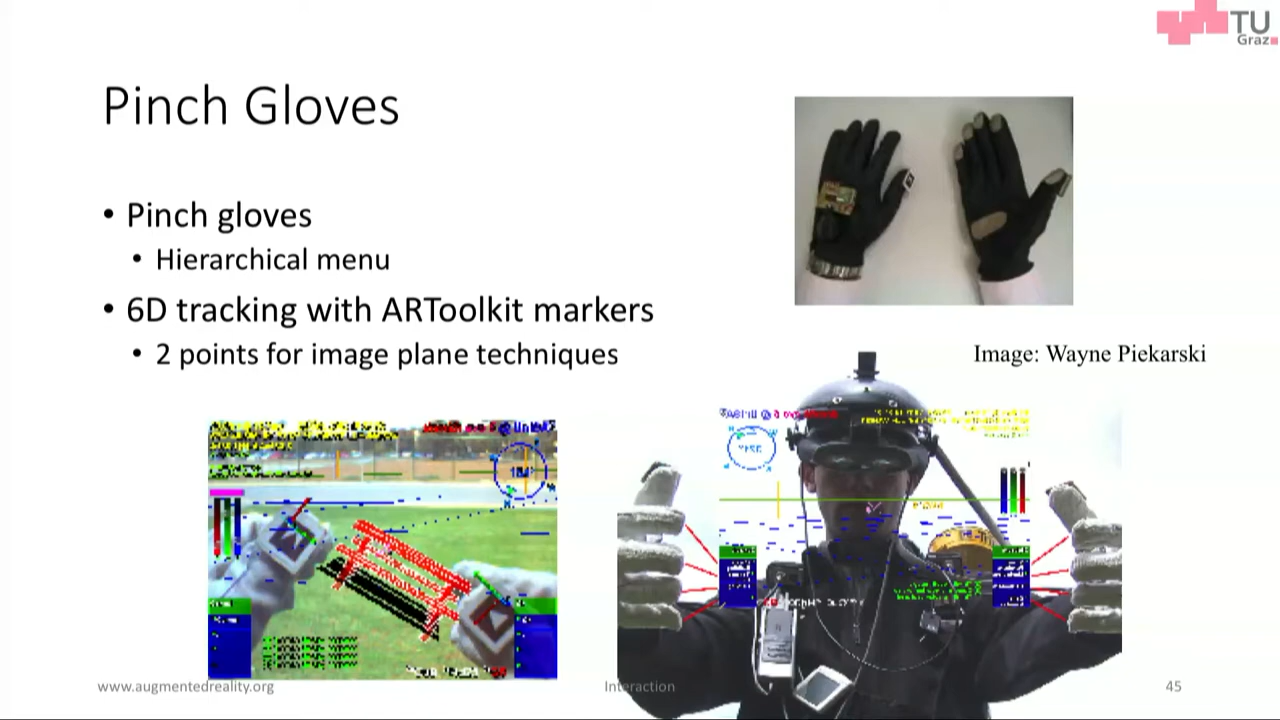 TU
Graz
Pinch Gloves
• Pinch gloves
• Hierarchical menu
• 6D tracking with ARToolkit markers
• 2 points for image plane techniques
Image: Wayne Piekarski
www.augmentedreality.org
Interaction
45